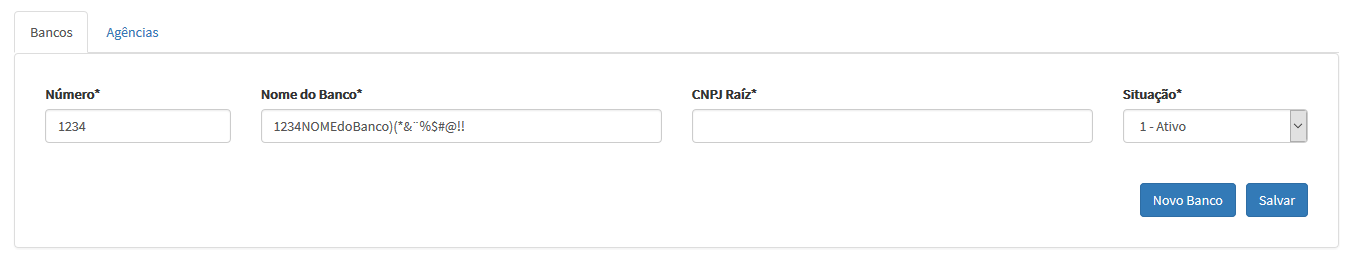 Bancos Agências
Número* Nome do Banco* CNPJ Raíz* Situação*
1234 1234NOMEdoBanco)(*&¨%$#@!! 1 - Ativo
Novo Banco Salvar